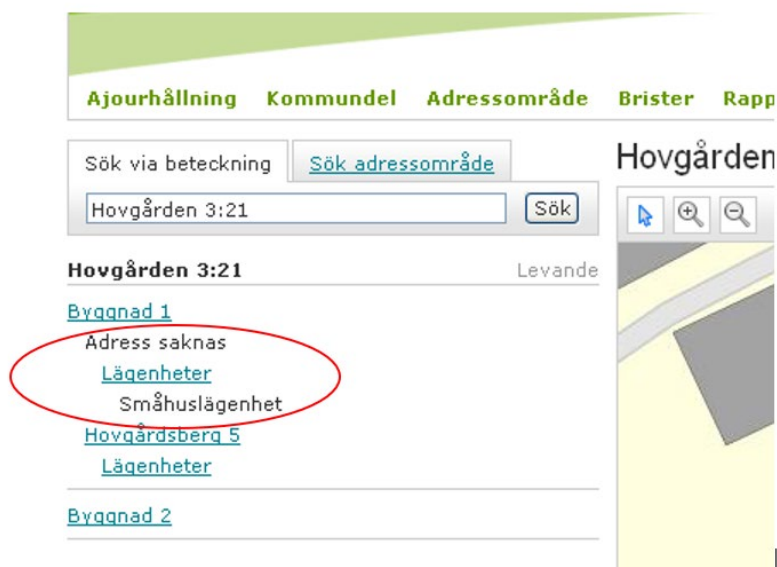 Ajourhållning Kommundel Adressområde Brister Rapp
Sök via beteckning Sök adressområde
Hovgården 3:21 Sök
Hovgården 3:21 Levande
Byggnad 1
Adress saknas
Lägenheter
Småhuslägenhet
Hovgårdsberg 5
Lägenheter
Byggnad 2
Hovgården